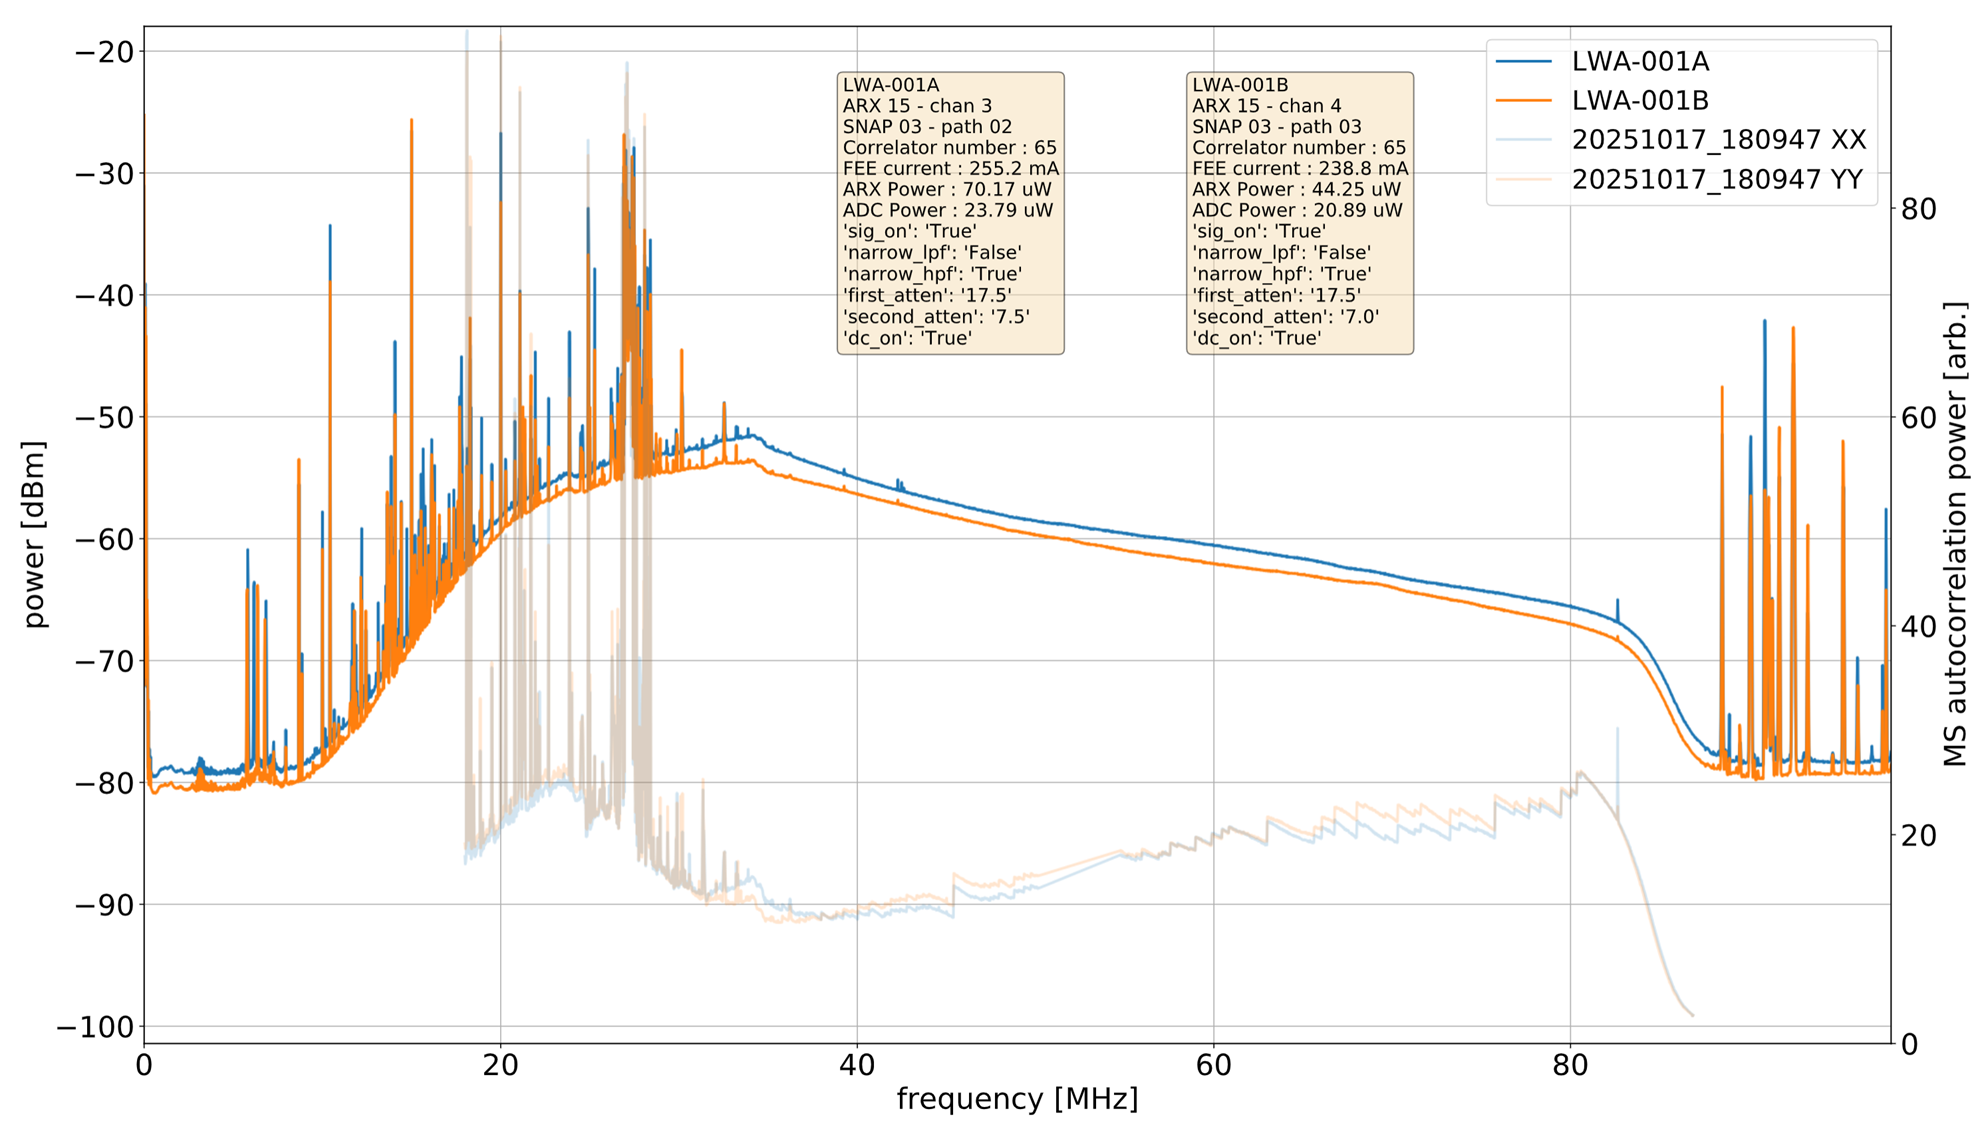 −20
−30
−40
−50
−60
−70
−80
−90
−100
power [dBm]
0
20
40
60
80
frequency [MHz]
80
60
40
20
0
MS autocorrelation power [arb.]
LWA-001A
ARX 15 - chan 3
SNAP 03 - path 02
Correlator number : 65
FEE current : 255.2 mA
ARX Power : 70.17 uW
ADC Power : 23.79 uW
'sig_on': 'True'
'narrow_lpf': 'False'
'narrow_hpf': 'True'
'first_atten': '17.5'
'second_atten': '7.5'
'dc_on': 'True'
LWA-001B
ARX 15 - chan 4
SNAP 03 - path 03
Correlator number : 65
FEE current : 238.8 mA
ARX Power : 44.25 uW
ADC Power : 20.89 uW
'sig_on': 'True'
'narrow_lpf': 'False'
'narrow_hpf': 'True'
'first_atten': '17.5'
'second_atten': '7.0'
'dc_on': 'True'
LWA-001A
LWA-001B
20251017_180947 XX
20251017_180947 YY